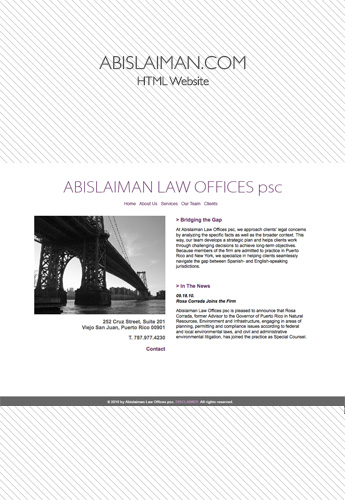 ABISLAIMAN.COM
HTML Website
ABISLAIMAN LAW OFFICES psc
Home About Us Services Our Team Clients
> Bridging the Gap
At Abislaiman Law Offices psc, we approach clients' legal concerns
by analyzing the specific facts as well as the broader context. This
way, our team develops a strategic plan and helps clients work
through challenging decisions to achieve long-term objectives.
Because members of the firm are admitted to practice in Puerto
Rico and New York, we specialize in helping clients seamlessly
navigate the gap between Spanish- and English-speaking
jurisdictions.
> In The News
09.19.10.
Rosa Corrada Joins the Firm
Abislaiman Law Offices psc is pleased to announce that Rosa
Corrada, former Advisor to the Governor of Puerto Rico in Natural
Resources, Environment and Infrastructure, engaging in areas of
planning, permitting and compliance issues according to federal
and local environmental laws, and civil and administrative
environmental litigation, has joined the practice as Special Counsel.
252 Cruz Street, Suite 201
Viejo San Juan, Puerto Rico 00901
T. 787.977.4230
Contact
© 2010 by Abislaiman Law Offices psc. DISCLAIMER. All rights reserved.